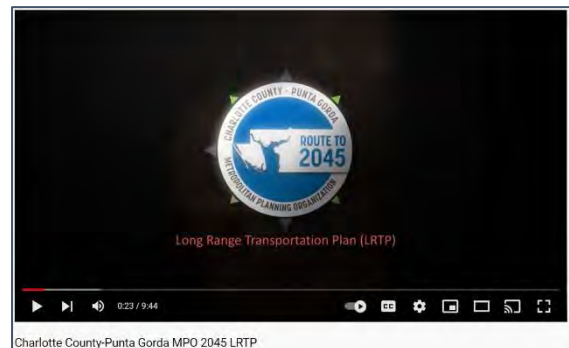 CHARLOTTE COUNTY - PUNTA GORDA
ROUTE TO
2045
METROPOLITAN PLANNING ORGANIZATION
Long Range Transportation Plan (LRTP)
0:23 / 9:44
CC
Charlotte County-Punta Gorda MPO 2045 LRTP